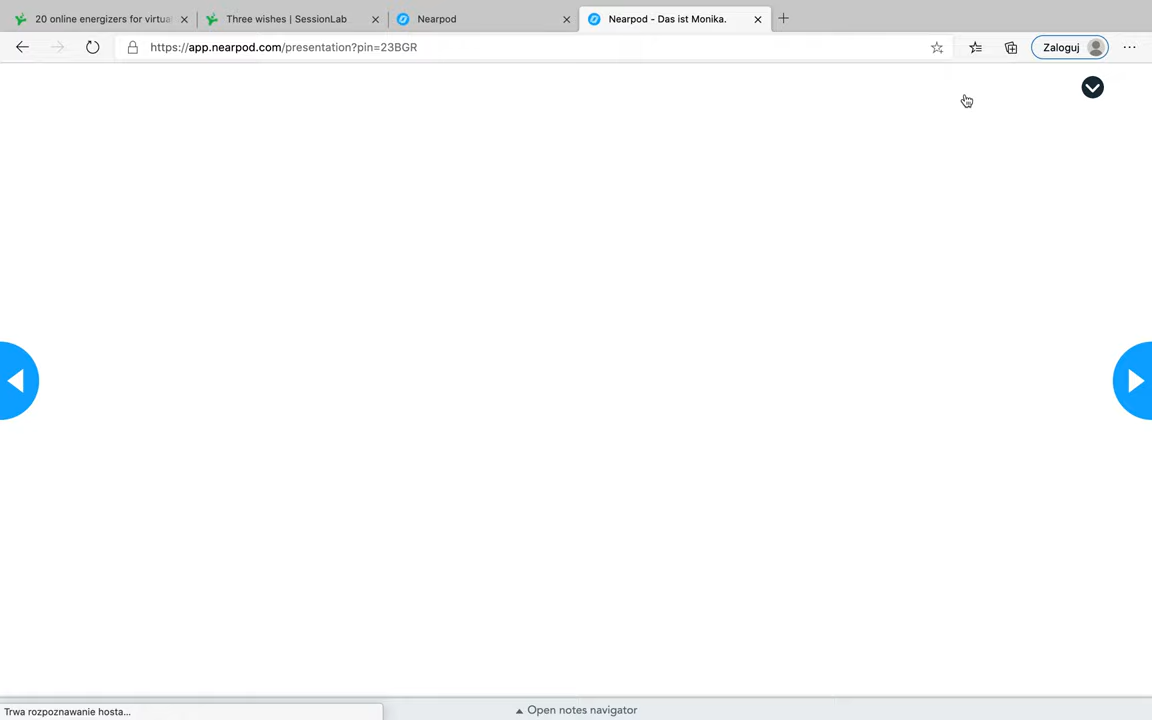 20 online energizers for virtua
Three wishes | SessionLab
Nearpod
Nearpod - Das ist Monika.
https://app.nearpod.com/presentation?pin=23BGR
Zaloguj
Trwa rozpoznawanie hosta...
Open notes navigator